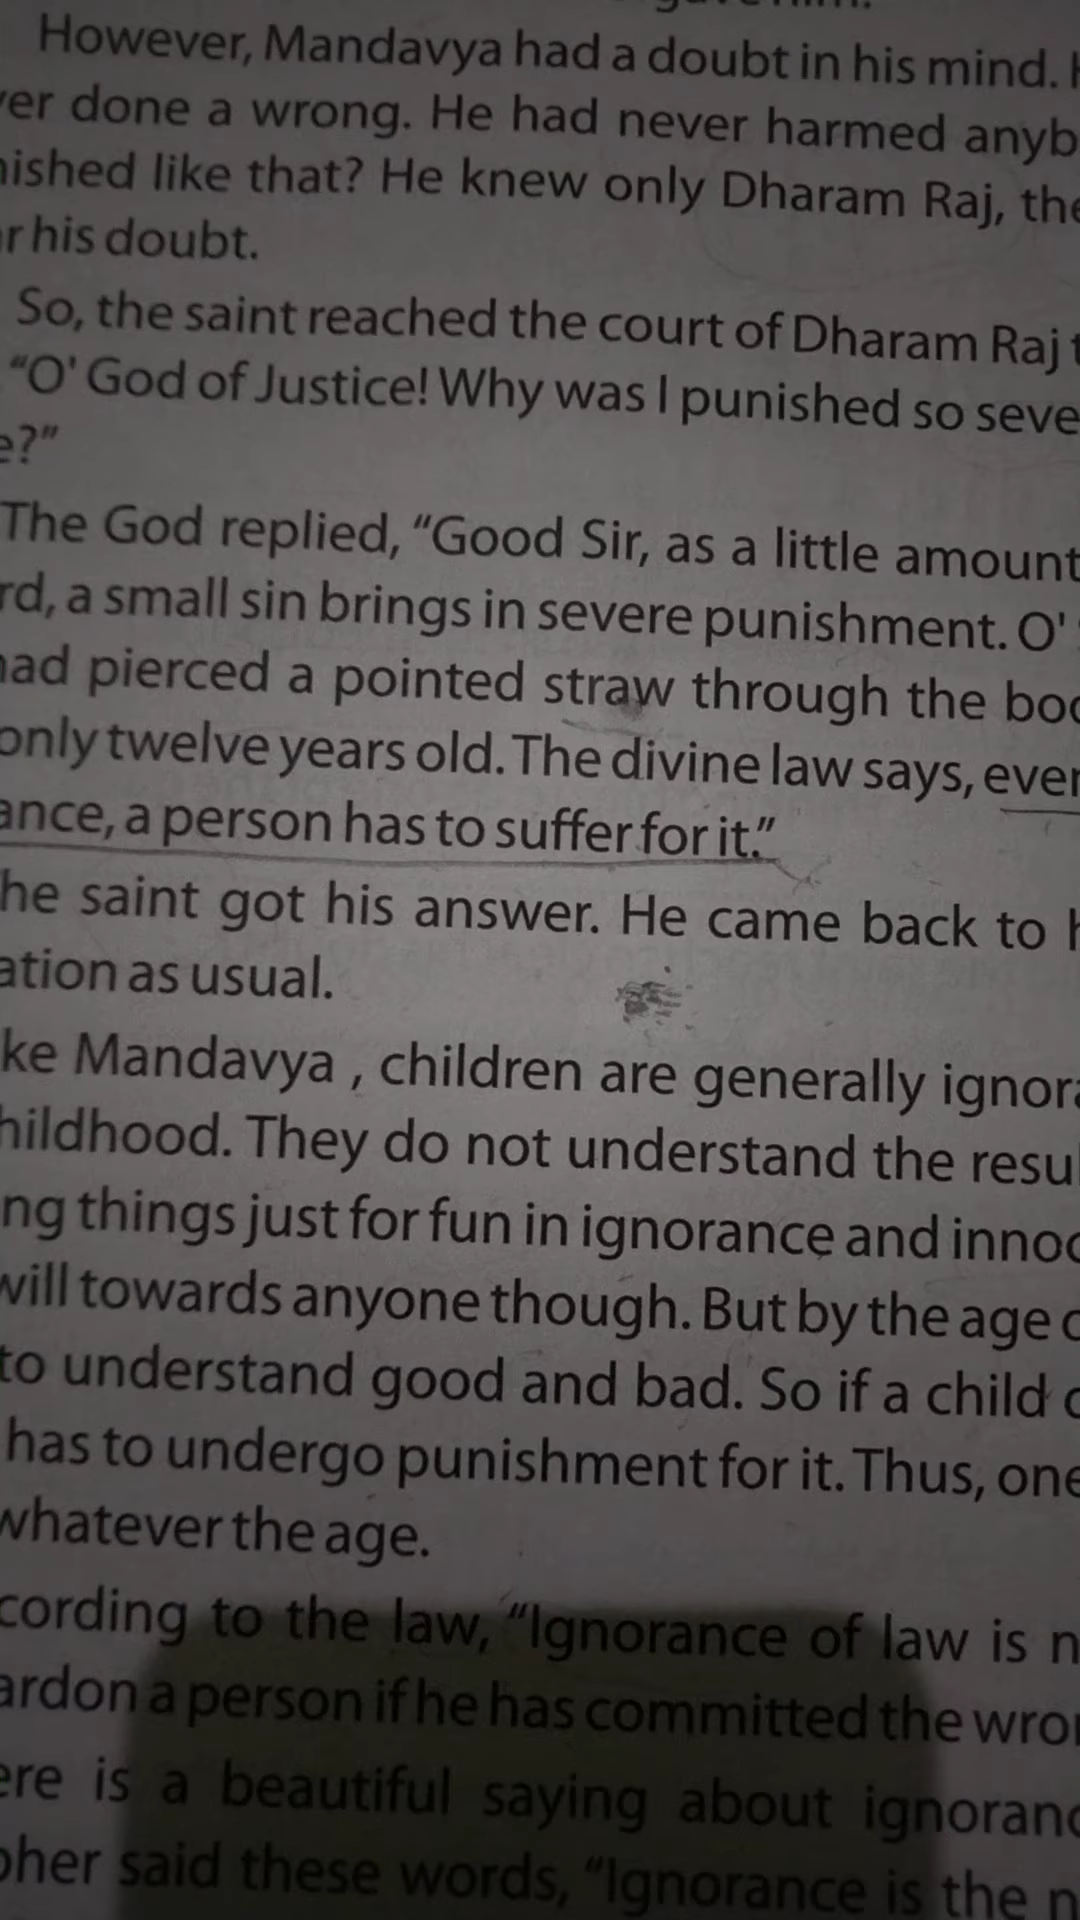 However, Mandavya had a doubt in his mind.
er done a wrong. He had never harmed anyb
ished like that? He knew only Dharam Raj, the
r his doubt.
So, the saint reached the court of Dharam Raj
"O' God of Justice! Why was I punished so seve
e?"
The God replied, "Good Sir, as a little amount
rd, a small sin brings in severe punishment. O'
ad pierced a pointed straw through the bod
only twelve years old. The divine law says, ever
ance, a person has to suffer for it."
he saint got his answer. He came back to h
ation as usual.
ke Mandavya , children are generally ignora
hildhood. They do not understand the resul
ng things just for fun in ignorance and innoc
will towards anyone though. But by the age o
to understand good and bad. So if a child
has to undergo punishment for it. Thus, one
whatever the age.
cording to the law, "Ignorance of law is n
ardon a person if he has committed the wron
ere is a beautiful saying about ignoranc
pher said these words, "Ignorance is the n